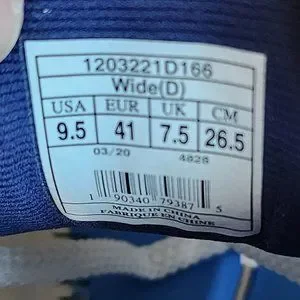 1203221D166
Wide(D)
USA EUR UK CM
9.5 41 7.5 26.5
03/20 4828
1 90340 79387 5
MADE IN CHINA
FABRIQUE EN CHINE